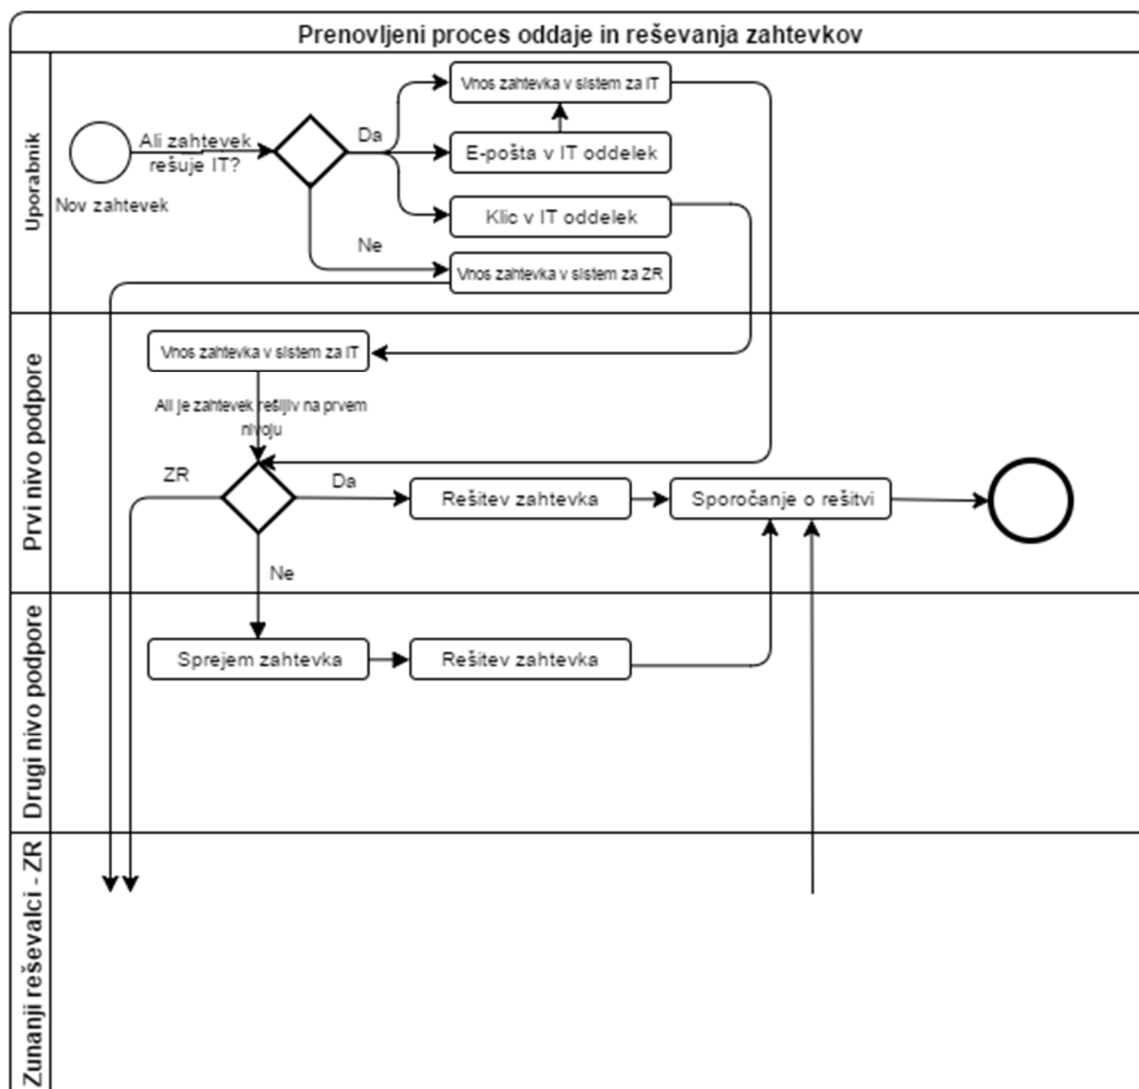 Prenovljeni proces oddaje in reševanja zahtevkov
Uporabnik
Nov zahtevek
Ali zahtevek
rešuje IT?
Da
Ne
Vnos zahtevka v sistem za IT
E-pošta v IT oddelek
Klic v IT oddelek
Vnos zahtevka v sistem za ZR
Prvi nivo podpore
Vnos zahtevka v sistem za IT
Ali je zahtevek rešljiv na prvem
nivoju
ZR
Da
Ne
Rešitev zahtevka
Sporočanje o rešitvi
Drugi nivo podpore
Sprejem zahtevka
Rešitev zahtevka
Zunanji reševalci - ZR